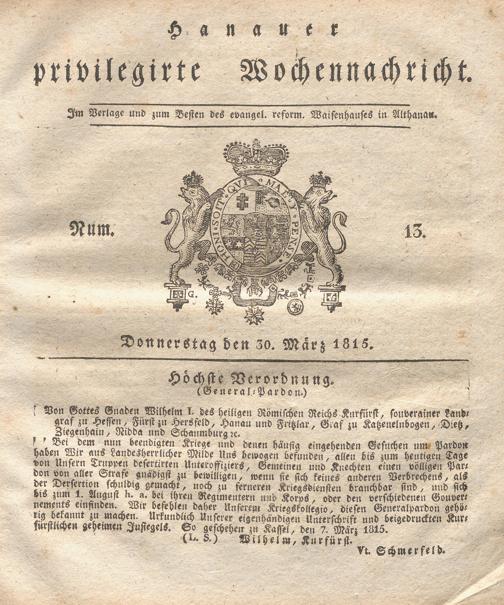 Hanauer
privilegirte Wochennachricht.
Im Verlage und zum Besten des evangel. reform. Waisenhauses in Althanau.
HONI SOIT QUI MAL Y PENSE
Num. 13.
Donnerstag den 30. März 1815.
Höchste Verordnung.
(General-Pardon.)
Von Gottes Gnaden Wilhelm I. des heiligen Römischen Reichs Kurfürst, souverainer Land-
graf zu Hessen, Fürst zu Hersfeld, Hanau und Fritzlar, Graf zu Katzenelnbogen, Dietz,
Ziegenhain, Nidda und Schaumburg ꝛc.
Bei dem nun beendigten Kriege und denen häufig eingehenden Gesuchen um Pardon
haben Wir aus Landesherrlicher Milde Uns bewogen befunden, allen bis zum heutigen Tage
von Unsern Truppen desertirten Unteroffiziers, Gemeinen und Knechten einen völligen Par-
don von aller Strafe gnädigst zu bewilligen, wenn sie sich keines anderen Verbrechens, als
der Desertion schuldig gemacht, noch zu ferneren Kriegsdiensten brauchbar sind, und sich
bis zum 1. August h. a. bei ihren Regimentern und Korps, oder den verschiedenen Gouver-
nements einfinden. Wir befehlen daher Unserem Kriegskollegio, diesen Generalpardon gehö-
rig bekannt zu machen. Urkundlich Unserer eigenhändigen Unterschrift und beigedruckten Kur-
fürstlichen geheimen Insiegels. So geschehen zu Kassel, den 7. März 1815.
(L. S.) Wilhelm, Kurfürst.
Vt. Schmerfeld.